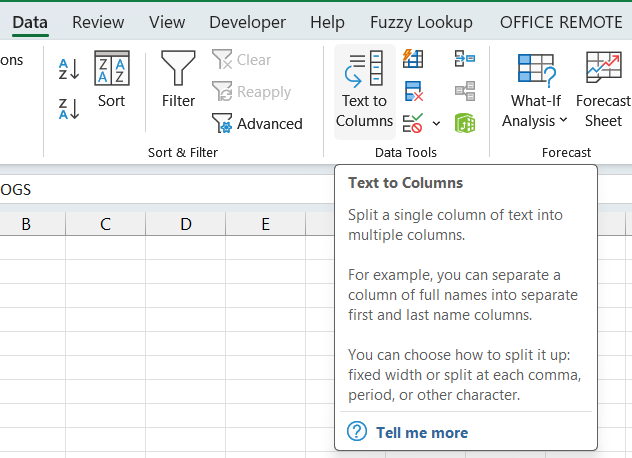 Data Review View Developer Help Fuzzy Lookup OFFICE REMOTE
ons
A Z
Z A
Z A A Z
Sort
Filter
Clear
Reapply
Advanced
Sort & Filter
Text to
Columns
Data Tools
What-If
Analysis
Forecast
Sheet
Forecast
OGS
B C D E
Text to Columns
Split a single column of text into
multiple columns.
For example, you can separate a
column of full names into separate
first and last name columns.
You can choose how to split it up:
fixed width or split at each comma,
period, or other character.
? Tell me more